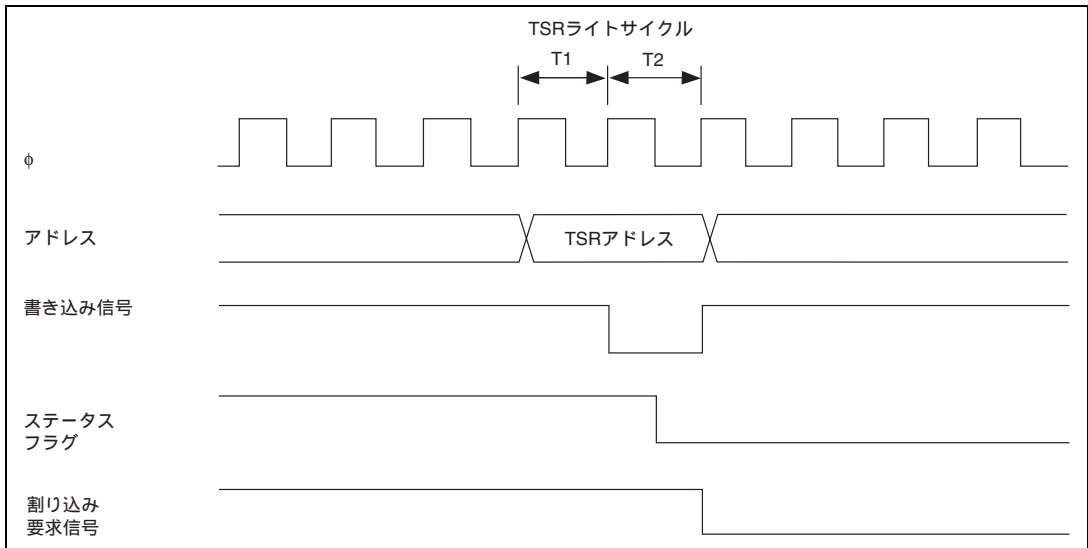 TSRライトサイクル
T1
T2
φ
アドレス
TSRアドレス
書き込み信号
ステータス
フラグ
割り込み
要求信号